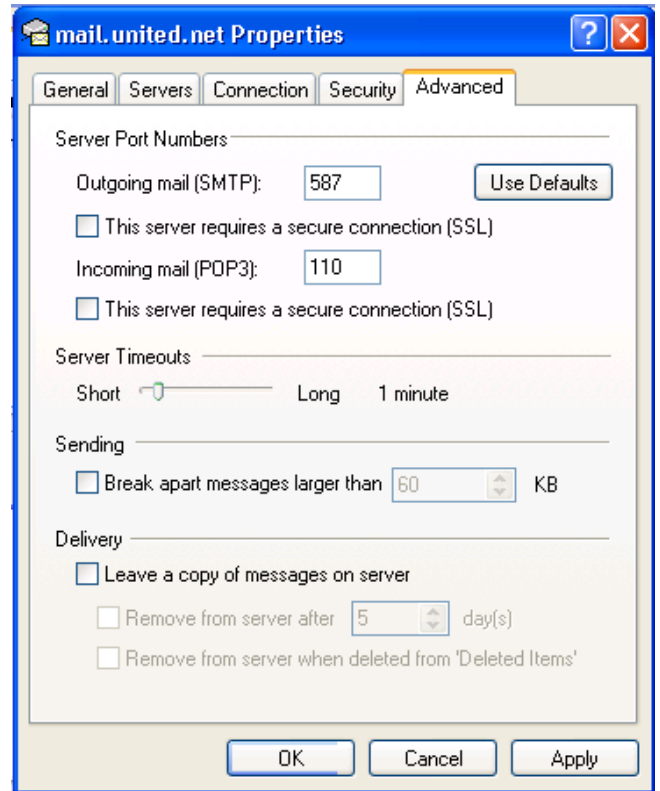 mail.united.net Properties
General Servers Connection Security Advanced
Server Port Numbers
Outgoing mail (SMTP): 587 Use Defaults
This server requires a secure connection (SSL)
Incoming mail (POP3): 110
This server requires a secure connection (SSL)
Server Timeouts
Short Long 1 minute
Sending
Break apart messages larger than 60 KB
Delivery
Leave a copy of messages on server
Remove from server after 5 day(s)
Remove from server when deleted from 'Deleted Items'
OK Cancel Apply